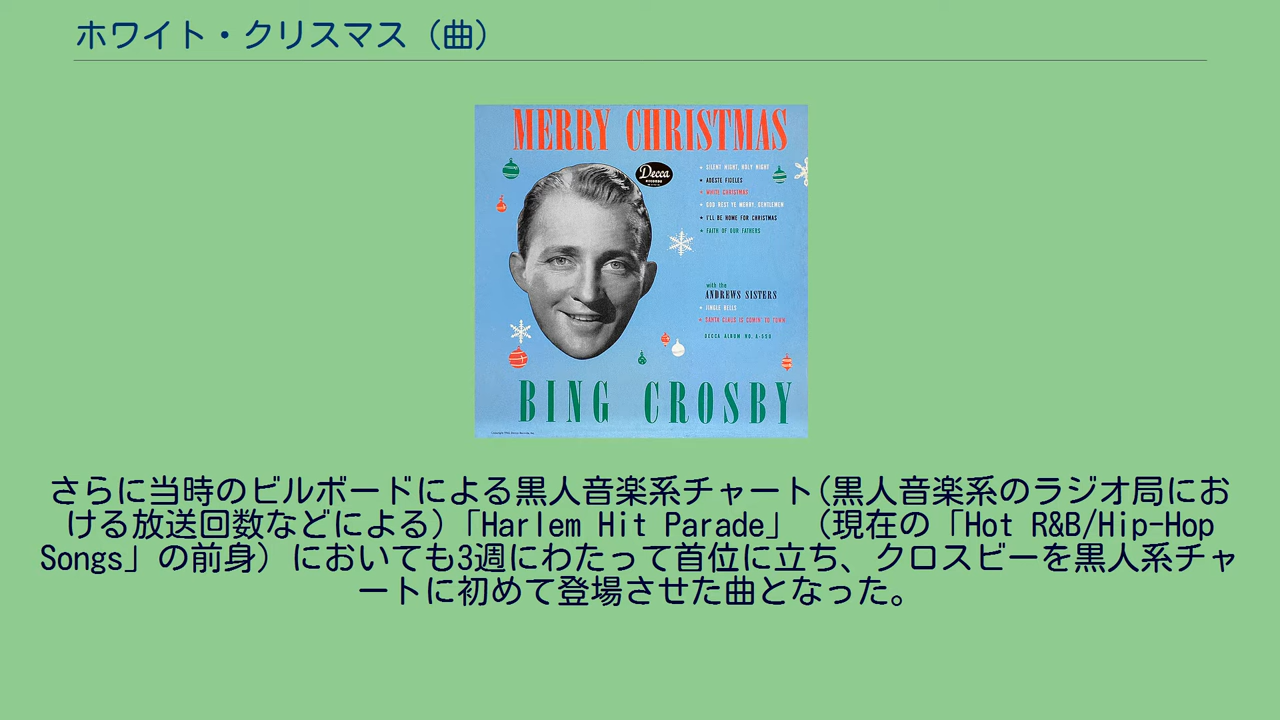 ホワイト・クリスマス（曲）
MERRY CHRISTMAS
Decca
RECORDS
• SILENT NIGHT, HOLY NIGHT
• ADESTE FIDELES
• WHITE CHRISTMAS
• GOD REST YE MERRY, GENTLEMEN
• I'LL BE HOME FOR CHRISTMAS
• FAITH OF OUR FATHERS
with the
ANDREWS SISTERS
• JINGLE BELLS
• SANTA CLAUS IS COMIN' TO TOWN
DECCA ALBUM NO. A-550
BING CROSBY
さらに当時のビルボードによる黒人音楽系チャート(黒人音楽系のラジオ局にお
ける放送回数などによる)「Harlem Hit Parade」（現在の「Hot R&B/Hip-Hop
Songs」の前身）においても3週にわたって首位に立ち、クロスビーを黒人系チャ
ートに初めて登場させた曲となった。